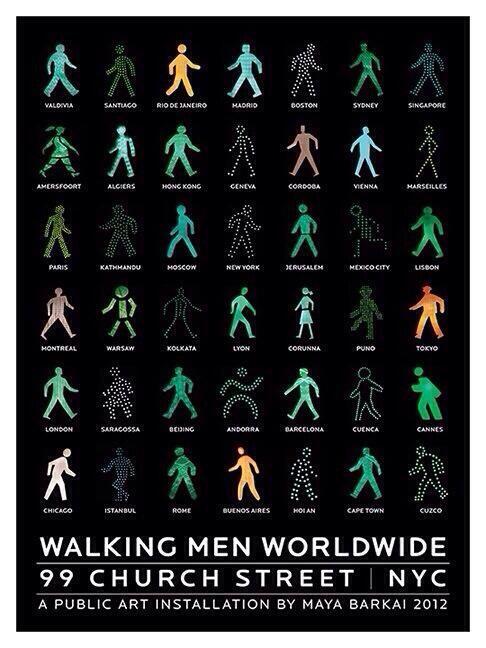 VALDIVIA SANTIAGO RIO DE JANEIRO MADRID BOSTON SYDNEY SINGAPORE
AMERSFOORT ALGIERS HONG KONG GENEVA CORDOBA VIENNA MARSEILLES
PARIS KATHMANDU MOSCOW NEW YORK JERUSALEM MEXICO CITY LISBON
MONTREAL WARSAW KOLKATA LYON CORUNNA PUNO TOKYO
LONDON SARAGOSSA BEIJING ANDORRA BARCELONA CUENCA CANNES
CHICAGO ISTANBUL ROME BUENOS AIRES HOI AN CAPE TOWN CUZCO
WALKING MEN WORLDWIDE
99 CHURCH STREET | NYC
A PUBLIC ART INSTALLATION BY MAYA BARKAI 2012